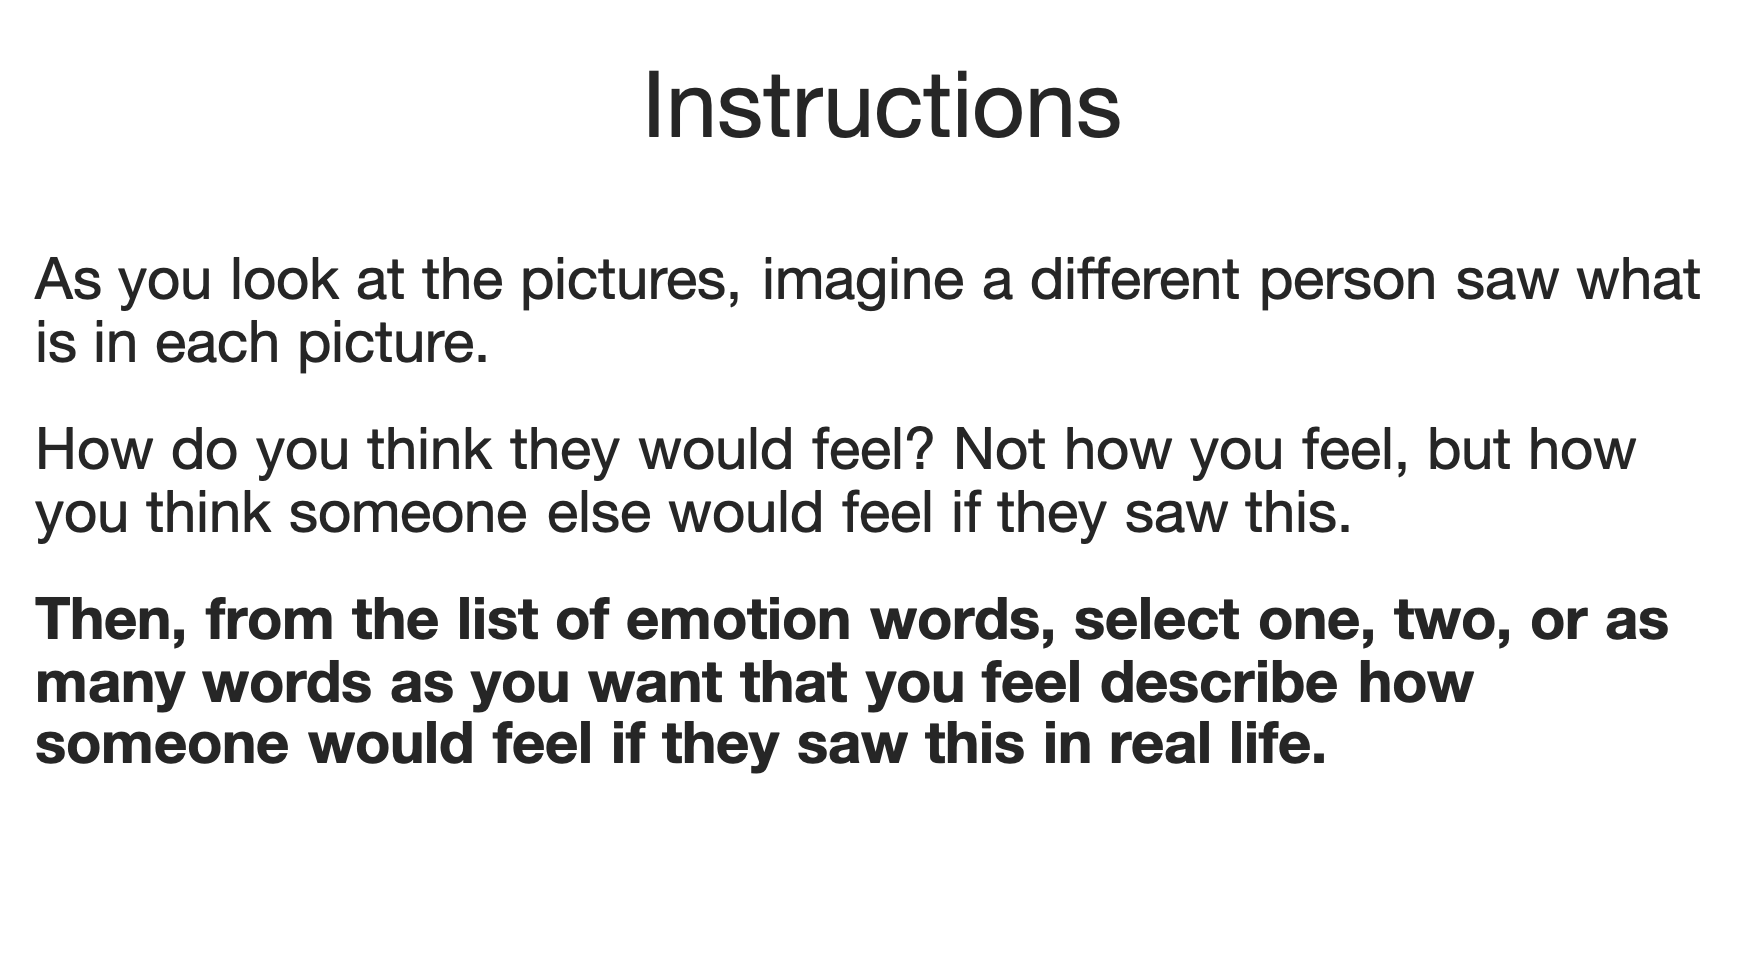 Instructions
As you look at the pictures, imagine a different person saw what
is in each picture.
How do you think they would feel? Not how you feel, but how
you think someone else would feel if they saw this.
Then, from the list of emotion words, select one, two, or as
many words as you want that you feel describe how
someone would feel if they saw this in real life.